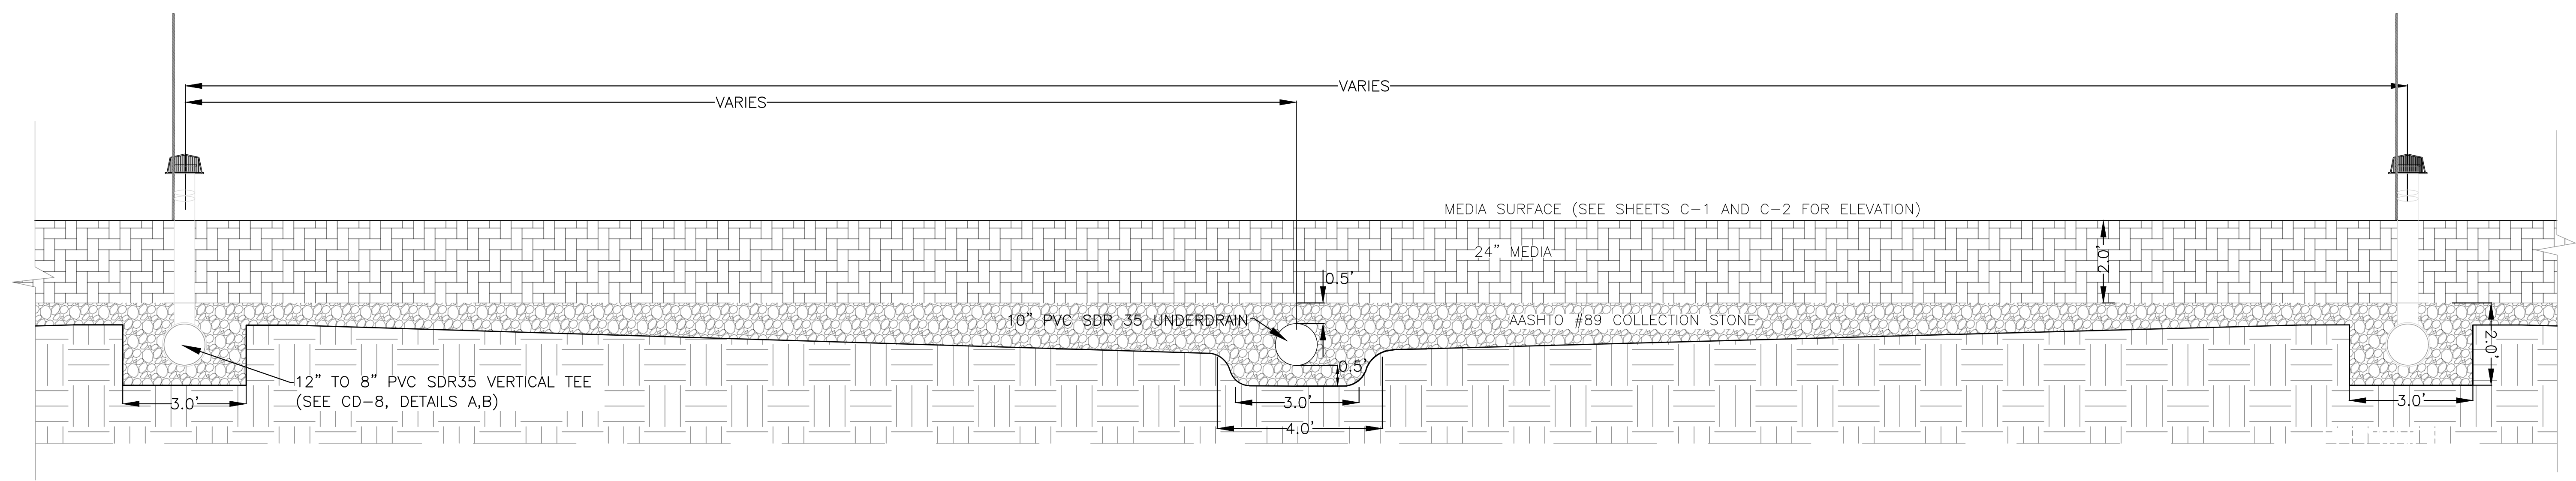 VARIES
VARIES
MEDIA SURFACE (SEE SHEETS C-1 AND C-2 FOR ELEVATION)
24" MEDIA
2.0'
0.5'
10" PVC SDR 35 UNDERDRAIN
AASHTO #89 COLLECTION STONE
2.0'
0.5'
12" TO 8" PVC SDR35 VERTICAL TEE
(SEE CD-8, DETAILS A,B)
3.0'
3.0'
3.0'
4.0'